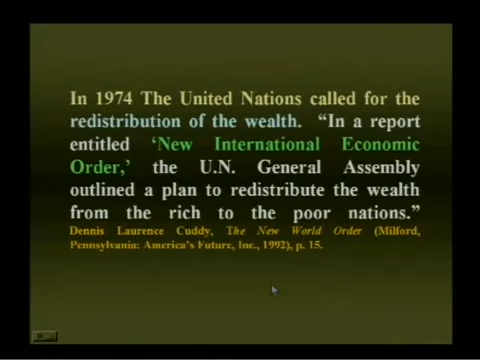 In 1974 The United Nations called for the
redistribution of the wealth. “In a report
entitled ‘New International Economic
Order,’ the U.N. General Assembly
outlined a plan to redistribute the wealth
from the rich to the poor nations.”
Dennis Laurence Cuddy, The New World Order (Milford,
Pennsylvania: America’s Future, Inc., 1992), p. 15.